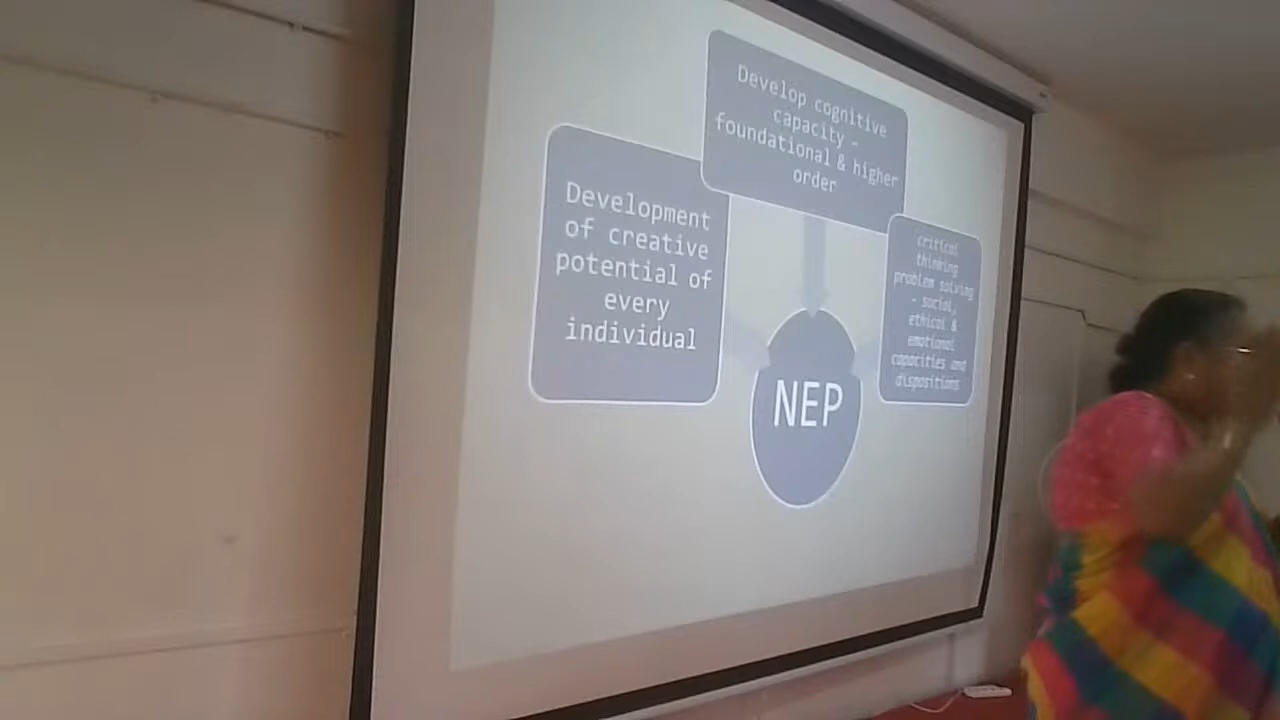 Development
of creative
potential of
every
individual
Develop cognitive
capacity -
foundational & higher
order
critical
thinking
problem solving
- social,
ethical &
emotional
capacities and
dispositions
NEP